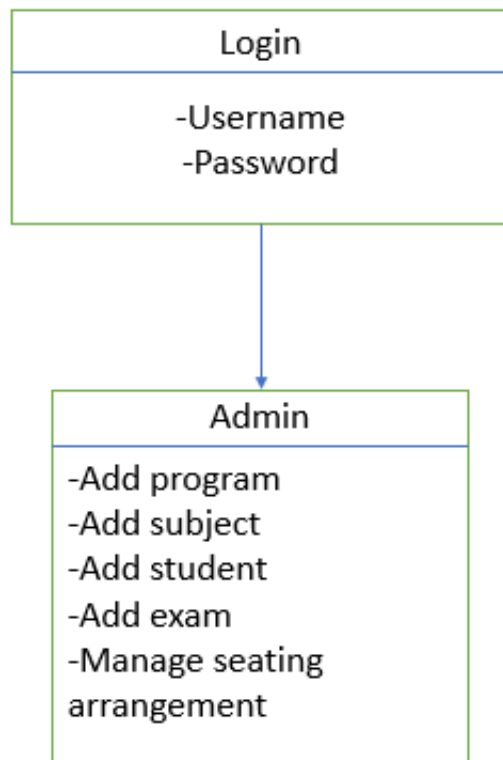 Login
-Username
-Password
Admin
-Add program
-Add subject
-Add student
-Add exam
-Manage seating
arrangement